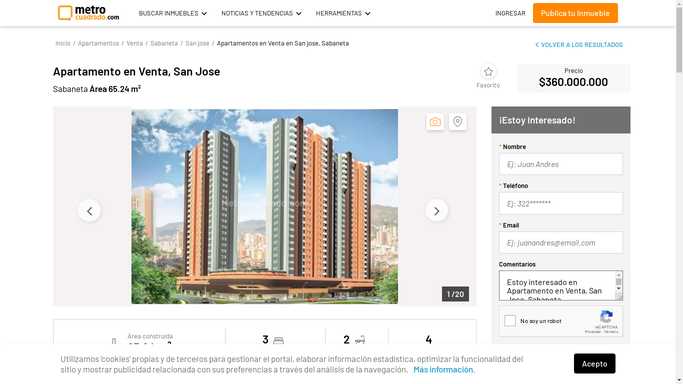 metro
cuadrado.com
BUSCAR INMUEBLES
NOTICIAS Y TENDENCIAS
HERRAMIENTAS
INGRESAR
Publica tu inmueble
Inicio / Apartamentos / Venta / Sabaneta / San jose / Apartamentos en Venta en San jose, Sabaneta
VOLVER A LOS RESULTADOS
Apartamento en Venta, San Jose
Sabaneta Área 65.24 m²
Favorito
Precio
$360.000.000
1 / 20
¡Estoy Interesado!
* Nombre
Ej: Juan Andres
* Teléfono
Ej: 322*******
* Email
Ej: juanandres@email.com
Comentarios
Estoy interesado en
Apartamento en Venta, San
Jose, Sabaneta
No soy un robot
reCAPTCHA
Privacidad - Términos
Área construida
3
2
4
Utilizamos 'cookies' propias y de terceros para gestionar el portal, elaborar información estadística, optimizar la funcionalidad del
sitio y mostrar publicidad relacionada con sus preferencias a través del análisis de la navegación. Más información.
Acepto